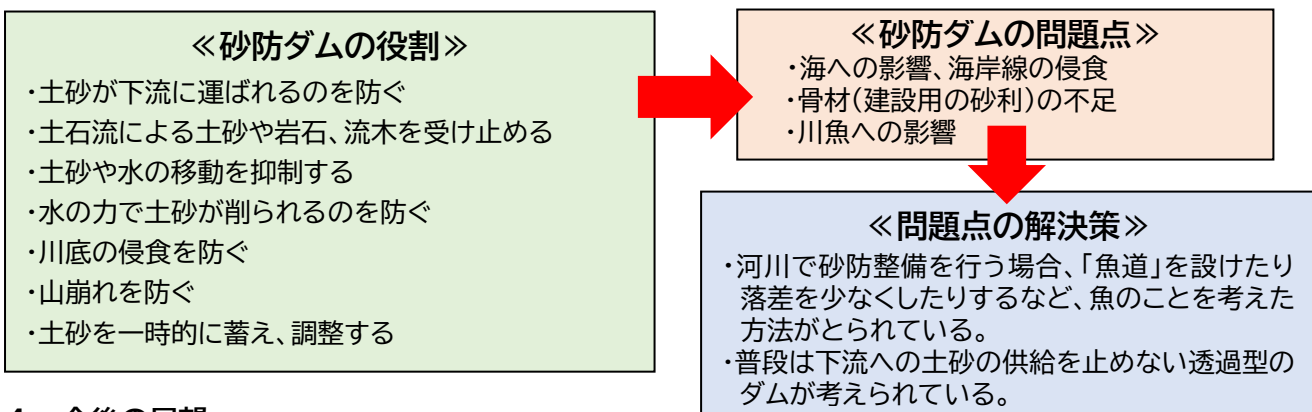 ≪砂防ダムの役割≫
・土砂が下流に運ばれるのを防ぐ
・土石流による土砂や岩石、流木を受け止める
・土砂や水の移動を抑制する
・水の力で土砂が削られるのを防ぐ
・川底の侵食を防ぐ
・山崩れを防ぐ
・土砂を一時的に蓄え、調整する
≪砂防ダムの問題点≫
・海への影響、海岸線の侵食
・骨材(建設用の砂利)の不足
・川魚への影響
≪問題点の解決策≫
・河川で砂防整備を行う場合、「魚道」を設けたり
落差を少なくしたりするなど、魚のことを考えた
方法がとられている。
・普段は下流への土砂の供給を止めない透過型の
ダムが考えられている。